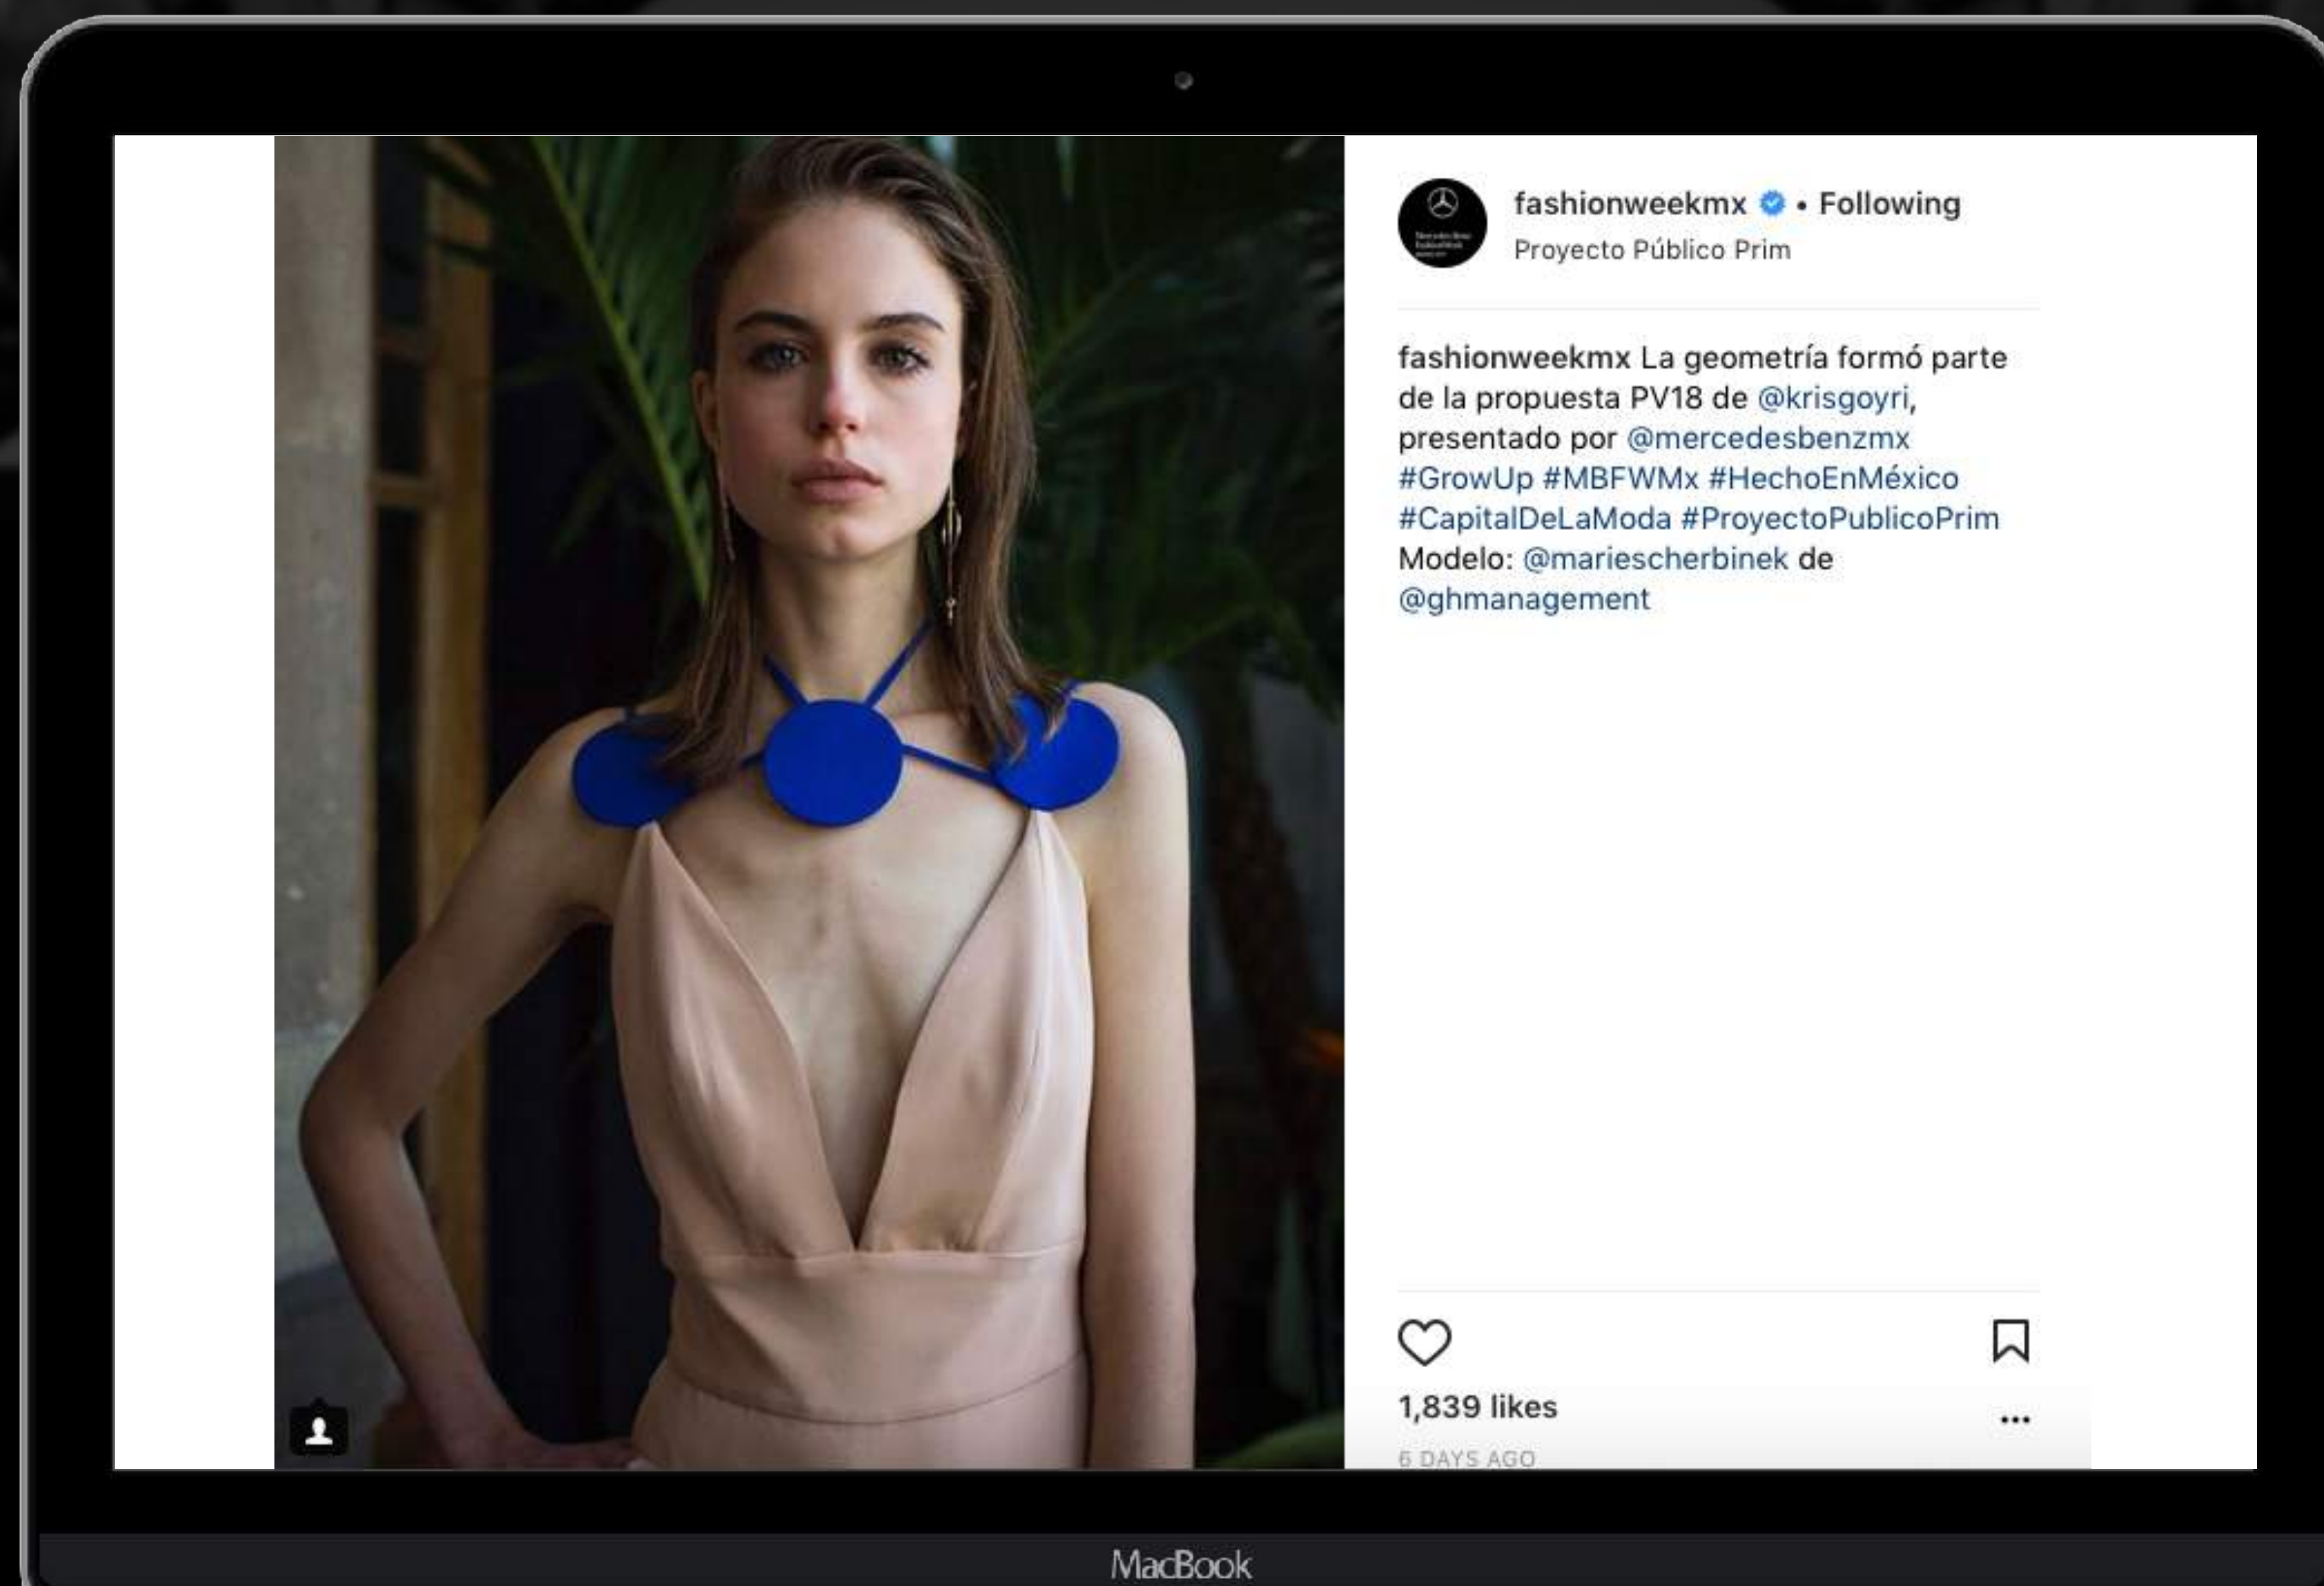 fashionweekmx • Following
Proyecto Público Prim
fashionweekmx La geometría formó parte
de la propuesta PV18 de @krisgoyri,
presentado por @mercedesbenzmx
#GrowUp #MBFWMx #HechoEnMéxico
#CapitalDeLaModa #ProyectoPublicoPrim
Modelo: @mariescherbinek de
@ghmanagement
1,839 likes
6 DAYS AGO
MacBook